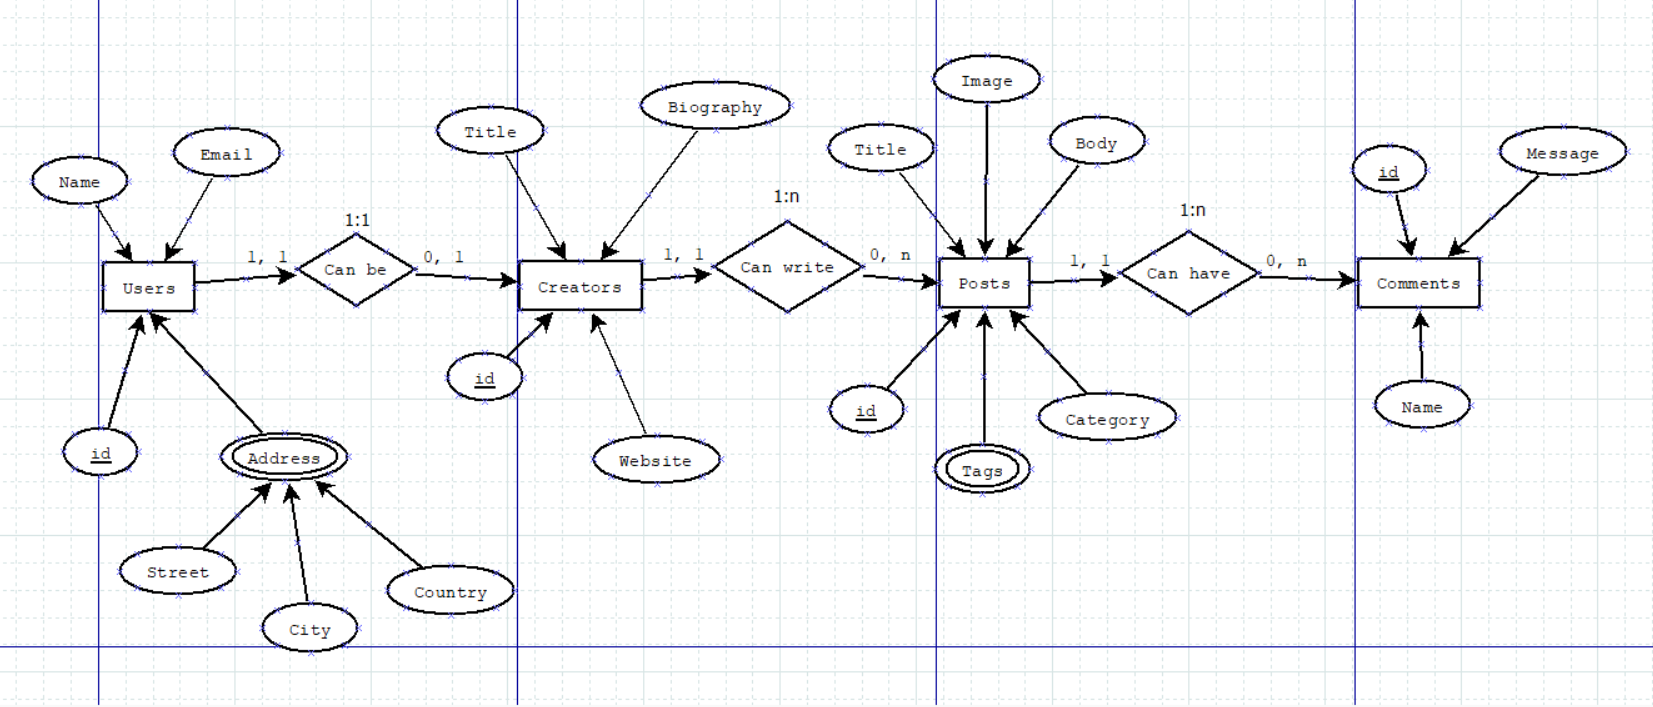 Image
Biography
Title
Title
Body
Email
Message
id
Name
1:n
1:n
1:1
1, 1
Can be
0, 1
1, 1
Can write
0, n
1, 1
Can have
0, n
Users
Creators
Posts
Comments
id
id
Name
Category
id
Address
Website
Tags
Street
Country
City